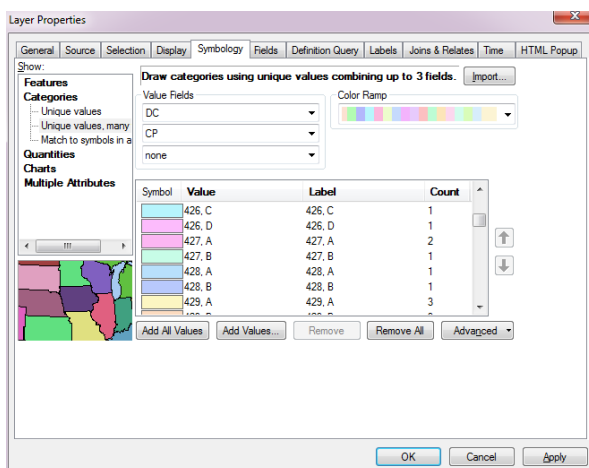 Layer Properties
General Source Selection Display Symbology Fields Definition Query Labels Joins & Relates Time HTML Popup
Show:
Features
Categories
Unique values
Unique values, many
Match to symbols in a
Quantities
Charts
Multiple Attributes
Draw categories using unique values combining up to 3 fields. Import...
Value Fields Color Ramp
DC
CP
none
Symbol Value Label Count
426, C 426, C 1
426, D 426, D 1
427, A 427, A 2
427, B 427, B 1
428, A 428, A 1
428, B 428, B 1
429, A 429, A 3
Add All Values Add Values... Remove Remove All Advanced
OK Cancel Apply